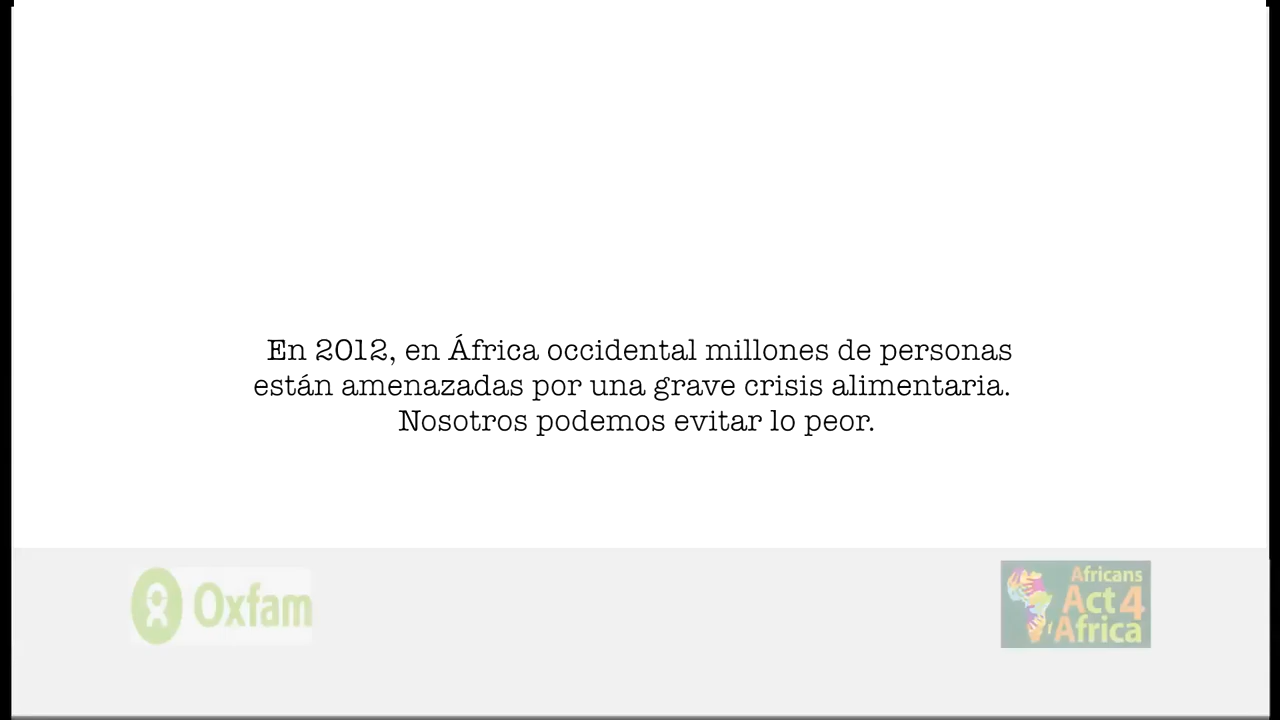 En 2012, en África occidental millones de personas
están amenazadas por una grave crisis alimentaria.
Nosotros podemos evitar lo peor.
Oxfam
Africans
Act 4
Africa